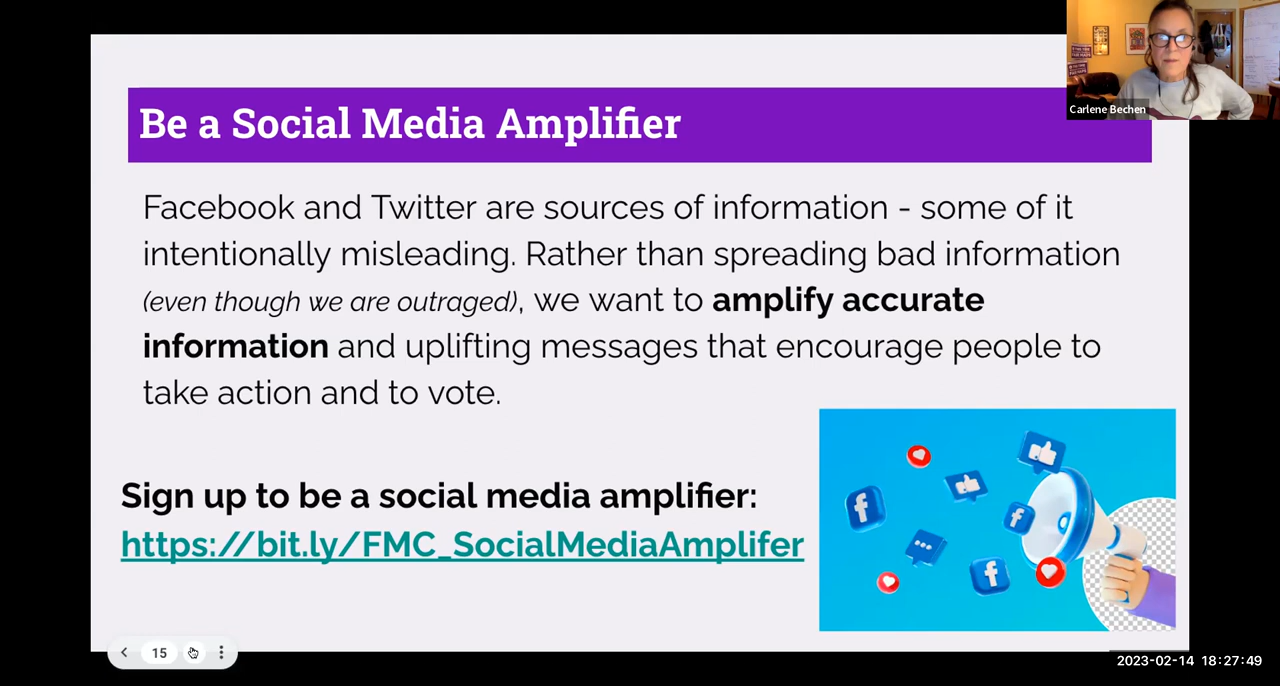 Be a Social Media Amplifier
Carlene Bechen
Facebook and Twitter are sources of information - some of it
intentionally misleading. Rather than spreading bad information
(even though we are outraged), we want to amplify accurate
information and uplifting messages that encourage people to
take action and to vote.
Sign up to be a social media amplifier:
https://bit.ly/FMC_SocialMediaAmplifer
15
2023-02-14 18:27:49